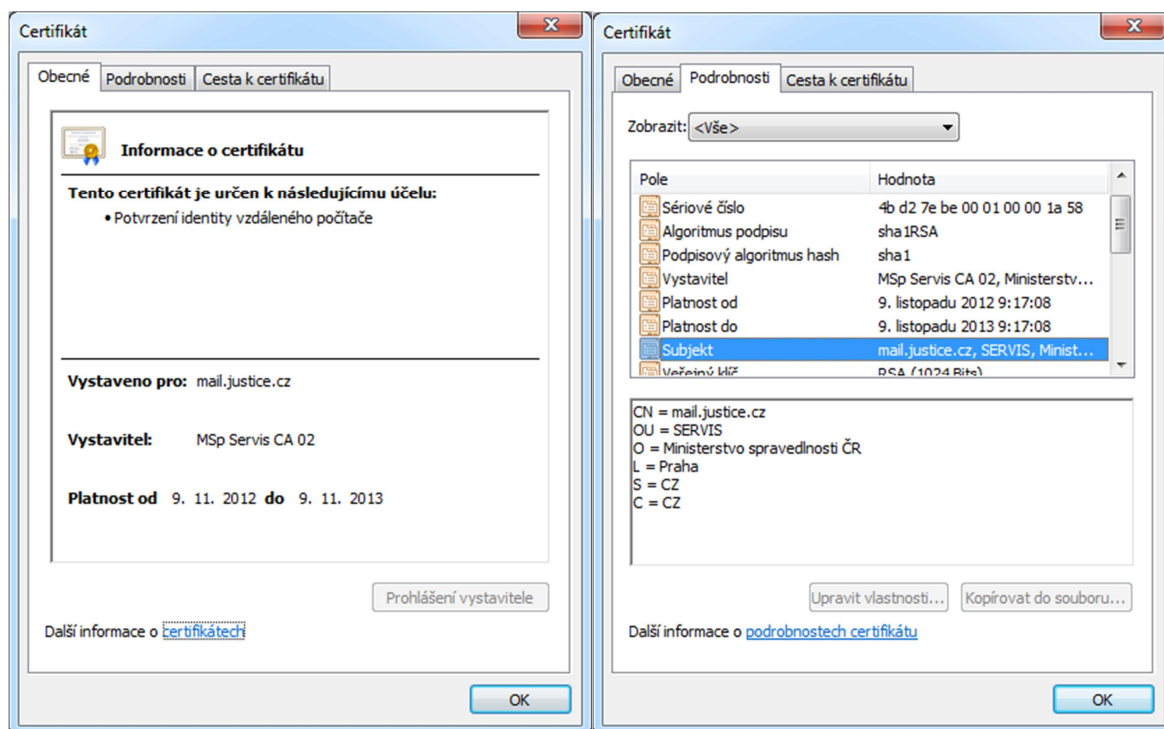 Certifikát
Obecné
Podrobnosti
Cesta k certifikátu
Informace o certifikátu
Tento certifikát je určen k následujícímu účelu:
• Potvrzení identity vzdáleného počítače
Vystaveno pro: mail.justice.cz
Vystavitel: MSp Servis CA 02
Platnost od 9. 11. 2012 do 9. 11. 2013
Prohlášení vystavitele
Další informace o certifikátech
OK
Certifikát
Obecné
Podrobnosti
Cesta k certifikátu
Zobrazit: <Vše>
Pole Hodnota
Sériové číslo 4b d2 7e be 00 01 00 00 1a 58
Algoritmus podpisu sha1RSA
Podpisový algoritmus hash sha1
Vystavitel MSp Servis CA 02, Ministerstv...
Platnost od 9. listopadu 2012 9:17:08
Platnost do 9. listopadu 2013 9:17:08
Subjekt mail.justice.cz, SERVIS, Minist...
Veřejný klíč RSA (1024 Bits)
CN = mail.justice.cz
OU = SERVIS
O = Ministerstvo spravedlnosti ČR
L = Praha
S = CZ
C = CZ
Upravit vlastnosti...
Kopírovat do souboru...
Další informace o podrobnostech certifikátu
OK